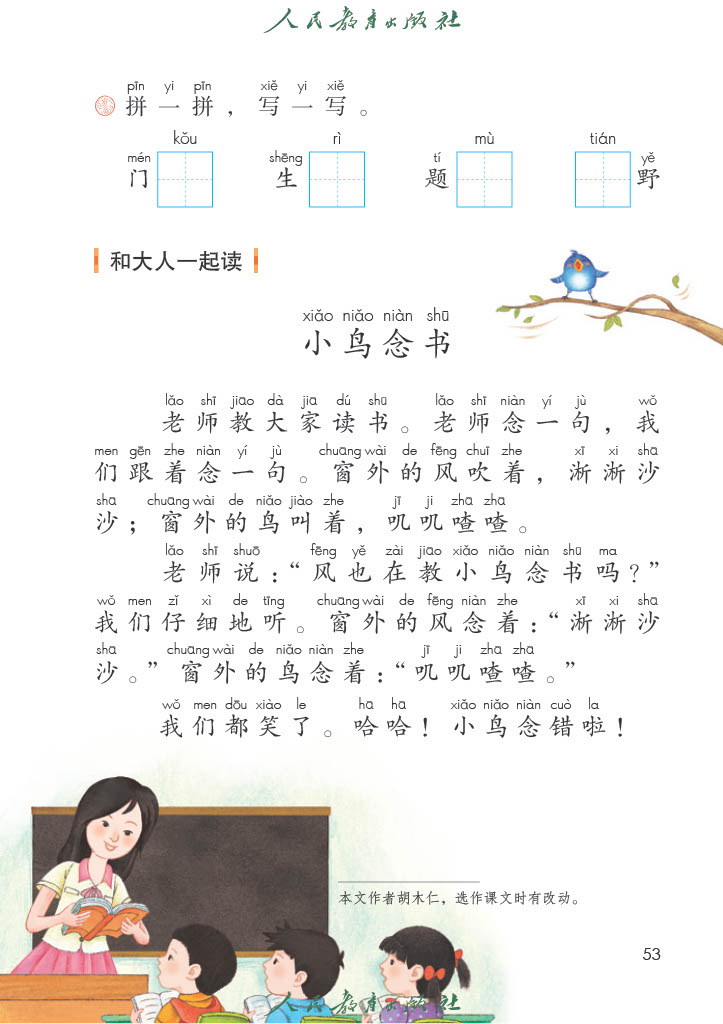 人民教育出版社
pīn yi pīn xiě yi xiě
拼一拼，写一写。
kǒu rì mù tián
mén shēng tí yě
门 生 题 野
和大人一起读
xiǎo niǎo niàn shū
小鸟念书
lǎo shī jiāo dà jiā dú shū lǎo shī niàn yí jù wǒ
老师教大家读书。老师念一句，我
men gēn zhe niàn yí jù chuāng wài de fēng chuī zhe xī xi shā
们跟着念一句。窗外的风吹着，淅淅沙
shā chuāng wài de niǎo jiào zhe jī ji zhā zhā
沙；窗外的鸟叫着，叽叽喳喳。
lǎo shī shuō fēng yě zài jiāo xiǎo niǎo niàn shū ma
老师说：“风也在教小鸟念书吗？”
wǒ men zǐ xì de tīng chuāng wài de fēng niàn zhe xī xi shā
我们仔细地听。窗外的风念着：“淅淅沙
shā chuāng wài de niǎo niàn zhe jī ji zhā zhā
沙。”窗外的鸟念着：“叽叽喳喳。”
wǒ men dōu xiào le hā hā xiǎo niǎo niàn cuò la
我们都笑了。哈哈！小鸟念错啦！
本文作者胡木仁，选作课文时有改动。
53
人民教育出版社